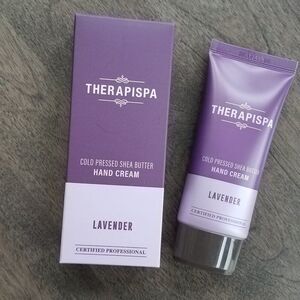 THERAPISPA
COLD PRESSED SHEA BUTTER
HAND CREAM
LAVENDER
CERTIFIED PROFESSIONAL
THERAPISPA
COLD PRESSED SHEA BUTTER
HAND CREAM
LAVENDER
CERTIFIED PROFESSIONAL